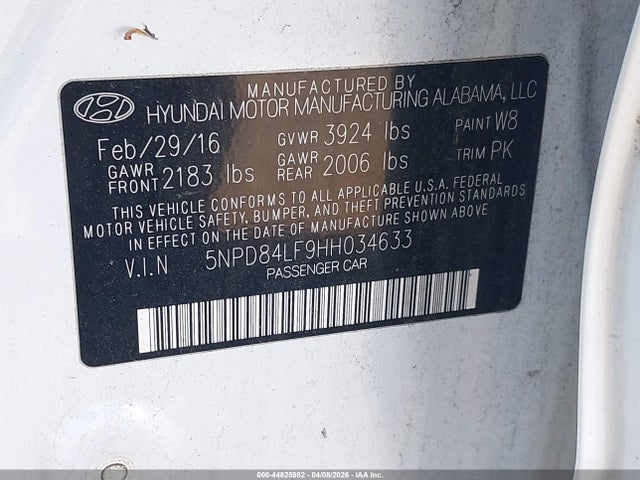 MANUFACTURED BY
HYUNDAI MOTOR MANUFACTURING ALABAMA, LLC
Feb/29/16 GVWR 3924 lbs PAINT W8
GAWR FRONT 2183 lbs GAWR REAR 2006 lbs TRIM PK
THIS VEHICLE CONFORMS TO ALL APPLICABLE U.S.A. FEDERAL
MOTOR VEHICLE SAFETY, BUMPER, AND THEFT PREVENTION STANDARDS
IN EFFECT ON THE DATE OF MANUFACTURE SHOWN ABOVE.
V.I.N 5NPD84LF9HH034633
PASSENGER CAR
000-44825982 - 04/08/2026 - IAA Inc.